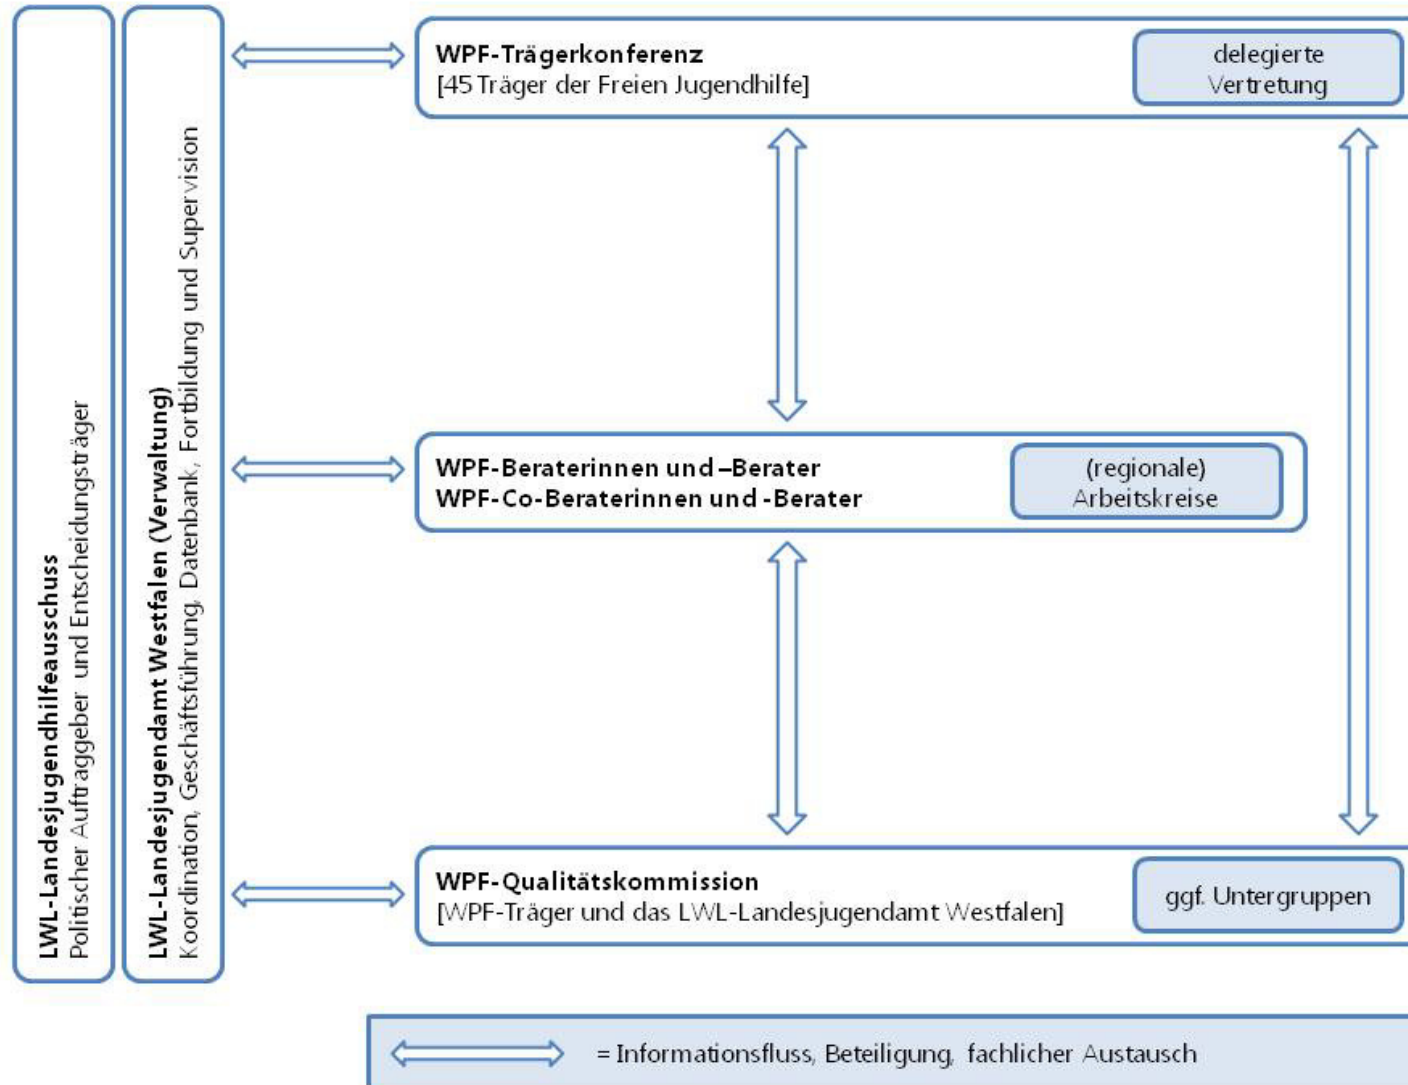 LWL-Landesjugendhilfeausschuss
Politischer Auftraggeber und Entscheidungsträger
LWL-Landesjugendamt Westfalen (Verwaltung)
Koordination, Geschäftsführung, Datenbank, Fortbildung und Supervision
WPF-Trägerkonferenz
[45 Träger der Freien Jugendhilfe]
delegierte
Vertretung
WPF-Beraterinnen und –Berater
WPF-Co-Beraterinnen und -Berater
(regionale)
Arbeitskreise
WPF-Qualitätskommission
[WPF-Träger und das LWL-Landesjugendamt Westfalen]
ggf. Untergruppen
= Informationsfluss, Beteiligung, fachlicher Austausch